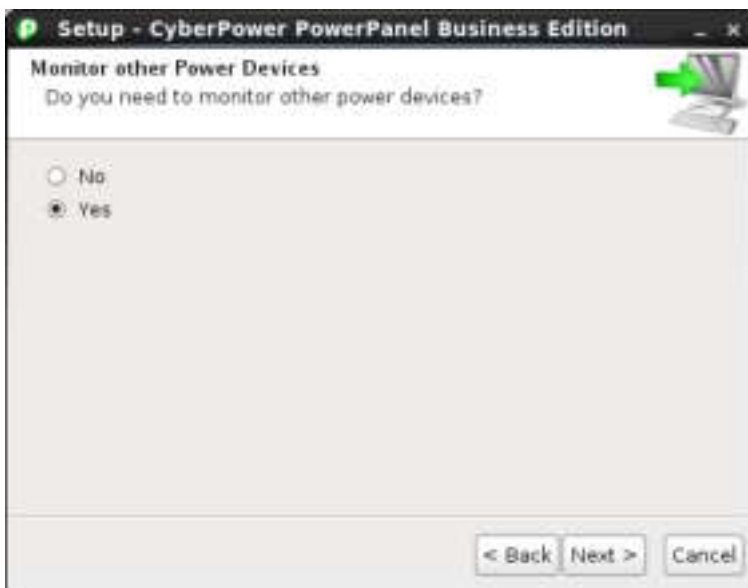 Setup - CyberPower PowerPanel Business Edition
Monitor other Power Devices
Do you need to monitor other power devices?
No
Yes
< Back Next > Cancel